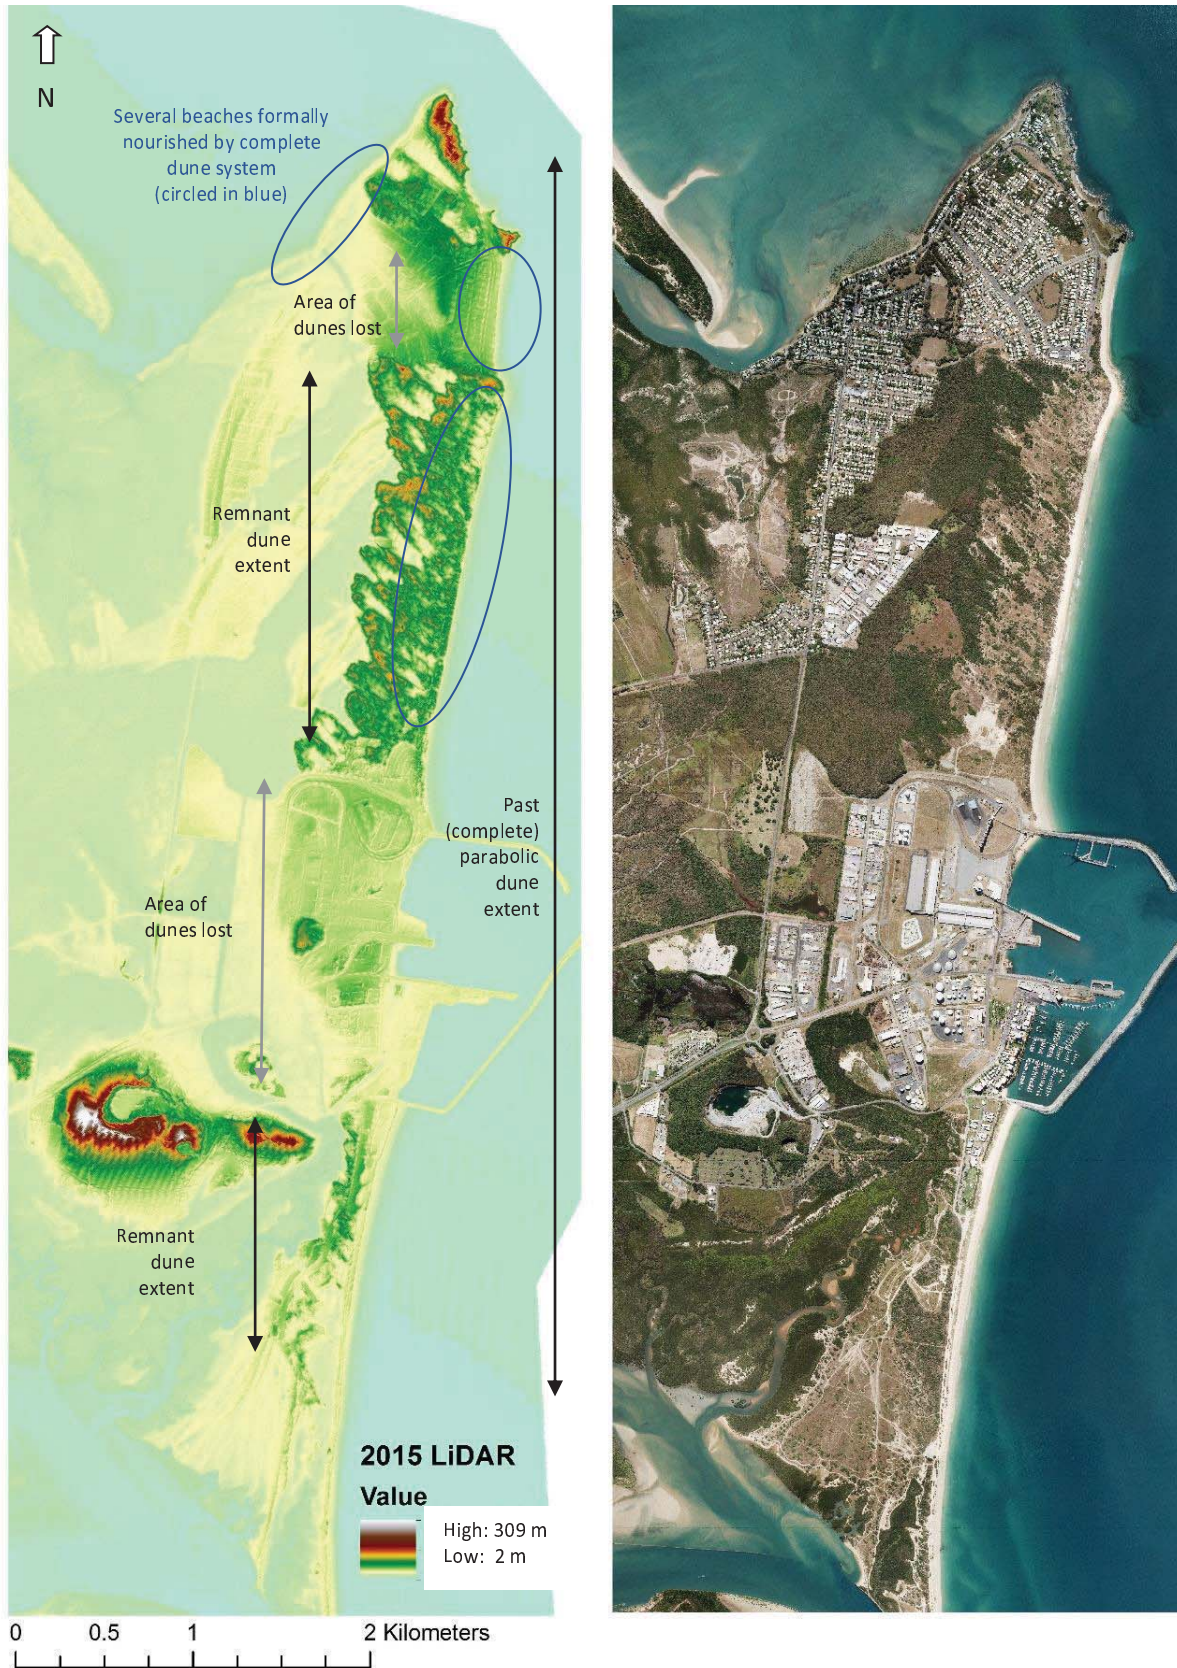 N
Several beaches formally
nourished by complete
dune system
(circled in blue)
Area of
dunes lost
Remnant
dune
extent
Past
(complete)
parabolic
dune
extent
Area of
dunes lost
Remnant
dune
extent
2015 LiDAR
Value
High: 309 m
Low: 2 m
0 0.5 1 2 Kilometers